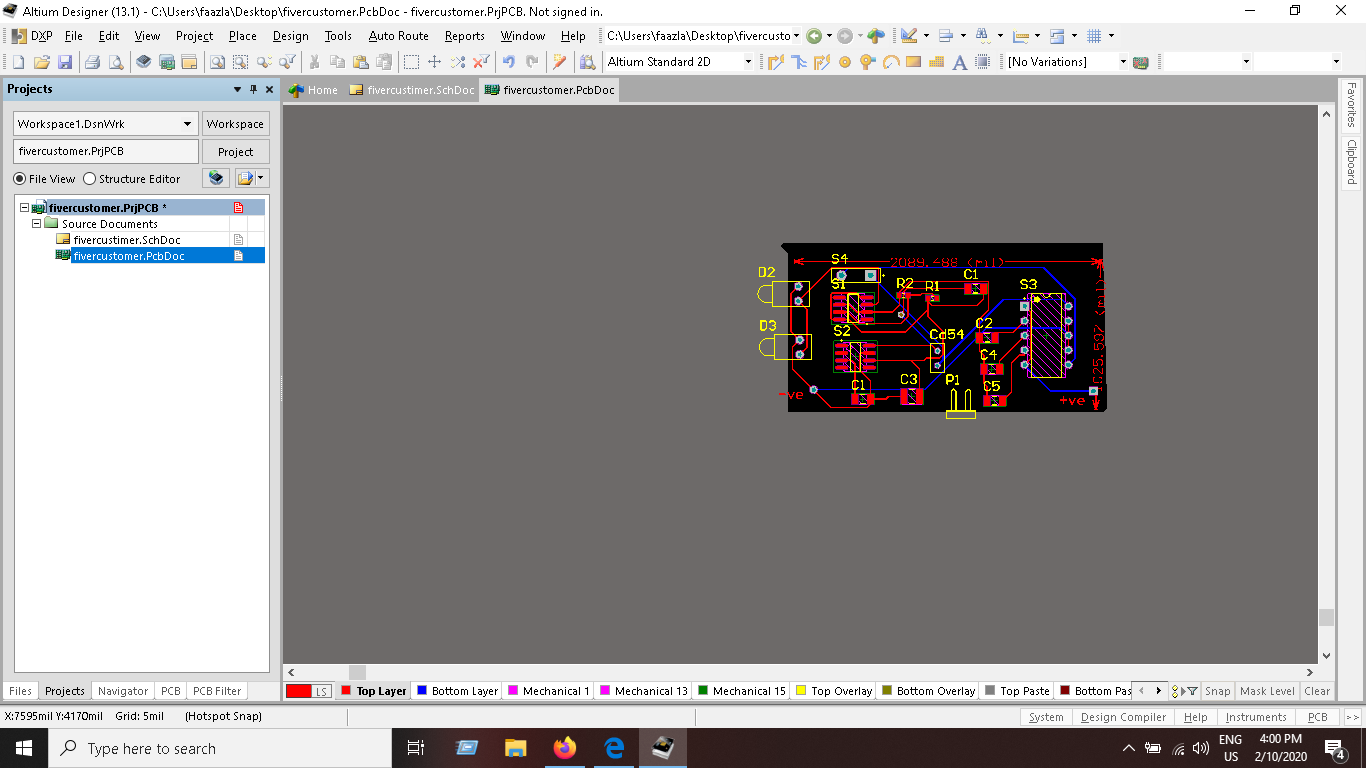 Altium Designer (13.1) - C:\Users\faazla\Desktop\fivercustomer.PcbDoc - fivercustomer.PrjPCB. Not signed in.
DXP File Edit View Project Place Design Tools Auto Route Reports Window Help C:\Users\faazla\Desktop\fivercusto
Altium Standard 2D [No Variations]
Projects
Home fivercustimer.SchDoc fivercustomer.PcbDoc
Favorites
Clipboard
Workspace1.DsnWrk Workspace
fivercustomer.PrjPCB Project
File View Structure Editor
fivercustomer.PrjPCB *
Source Documents
fivercustimer.SchDoc
fivercustomer.PcbDoc
2089.488 (mil)
1025.592 (mil)
S4
D2
S1
R2
R1
C1
S3
D3
S2
Cd54
C2
C4
C1
C3
P1
C5
-ve
+ve
Files Projects Navigator PCB PCB Filter
LS Top Layer Bottom Layer Mechanical 1 Mechanical 13 Mechanical 15 Top Overlay Bottom Overlay Top Paste Bottom Pas Snap Mask Level Clear
X:7595mil Y:4170mil Grid: 5mil (Hotspot Snap)
System Design Compiler Help Instruments PCB >>
Type here to search
ENG
US
4:00 PM
2/10/2020
4